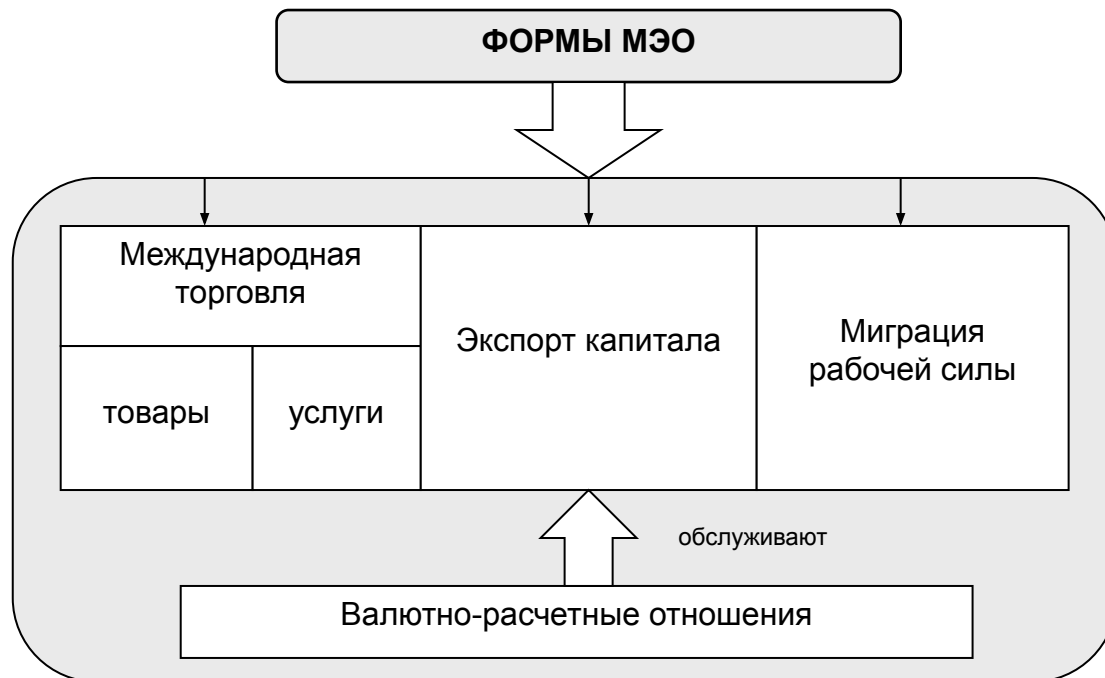 ФОРМЫ МЭО
Международная
торговля
товары
услуги
Экспорт капитала
Миграция
рабочей силы
обслуживают
Валютно-расчетные отношения